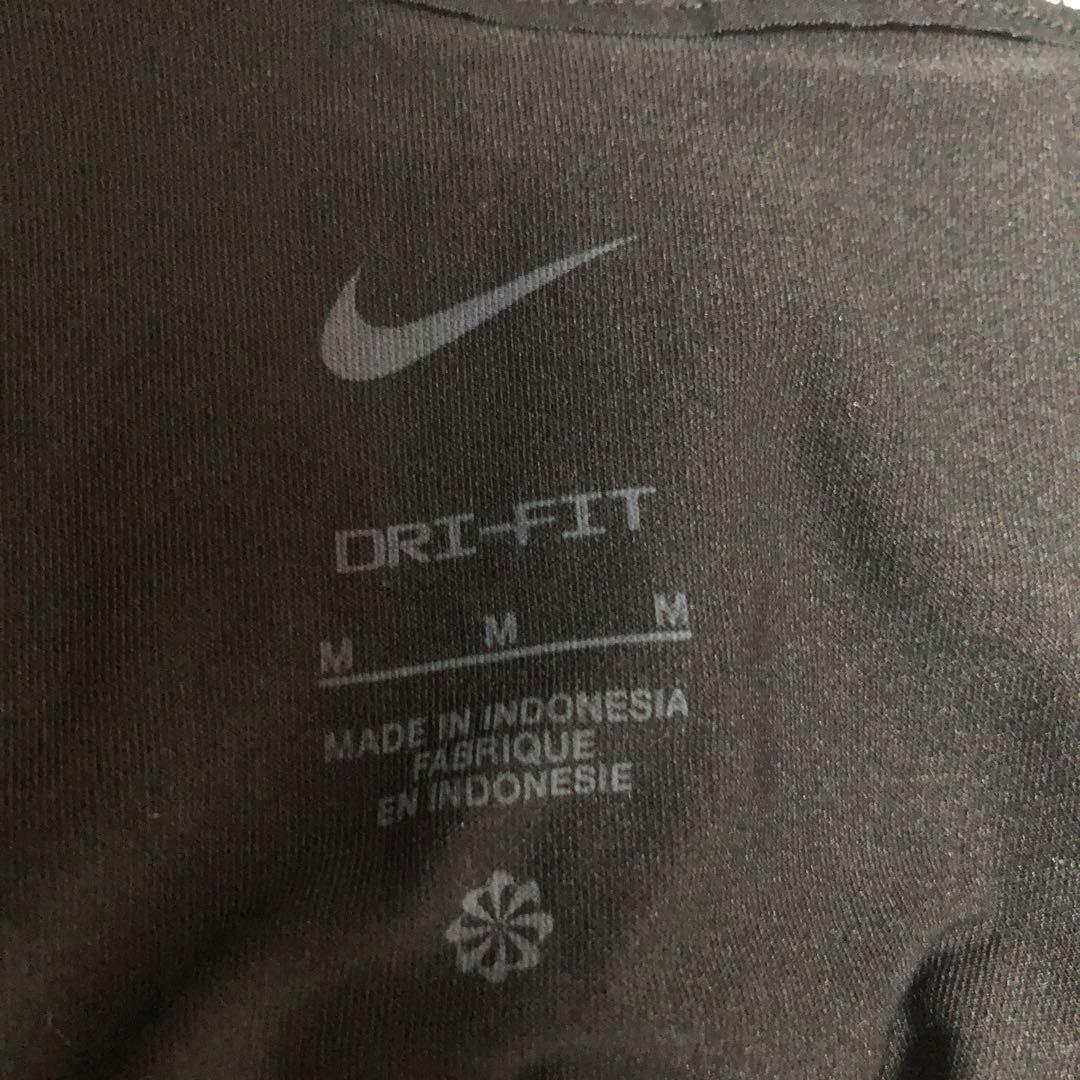 DRI-FIT
M M M
MADE IN INDONESIA
FABRIQUE
EN INDONESIE